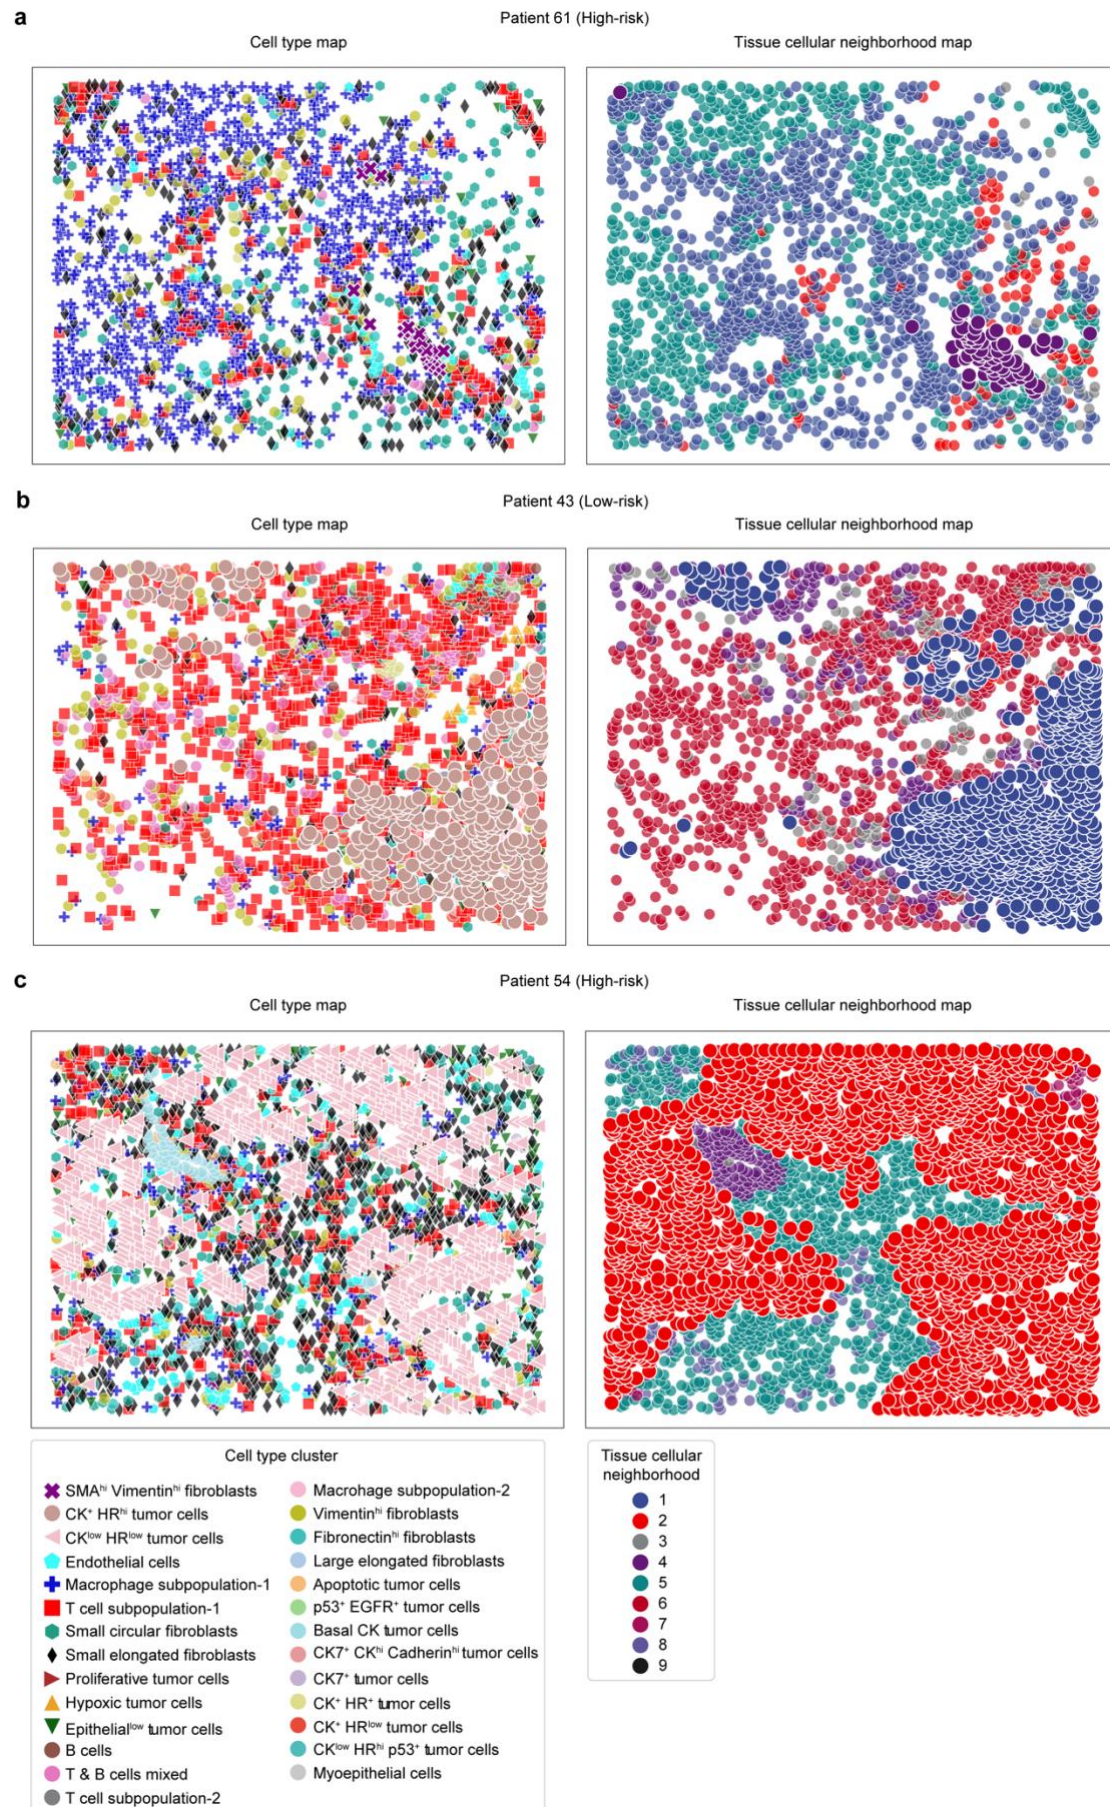 a
Patient 61 (High-risk)
Cell type map
Tissue cellular neighborhood map
b
Patient 43 (Low-risk)
Cell type map
Tissue cellular neighborhood map
c
Patient 54 (High-risk)
Cell type map
Tissue cellular neighborhood map
Cell type cluster
SMAhi Vimentinhi fibroblasts
CK+ HRhi tumor cells
CKlow HRlow tumor cells
Endothelial cells
Macrophage subpopulation-1
T cell subpopulation-1
Small circular fibroblasts
Small elongated fibroblasts
Proliferative tumor cells
Hypoxic tumor cells
Epitheliallow tumor cells
B cells
T & B cells mixed
T cell subpopulation-2
Macrohage subpopulation-2
Vimentinhi fibroblasts
Fibronectinhi fibroblasts
Large elongated fibroblasts
Apoptotic tumor cells
p53+ EGFR+ tumor cells
Basal CK tumor cells
CK7+ CKhi Cadherinhi tumor cells
CK7+ tumor cells
CK+ HR+ tumor cells
CK+ HRlow tumor cells
CKlow HRhi p53+ tumor cells
Myoepithelial cells
Tissue cellular
neighborhood
1
2
3
4
5
6
7
8
9